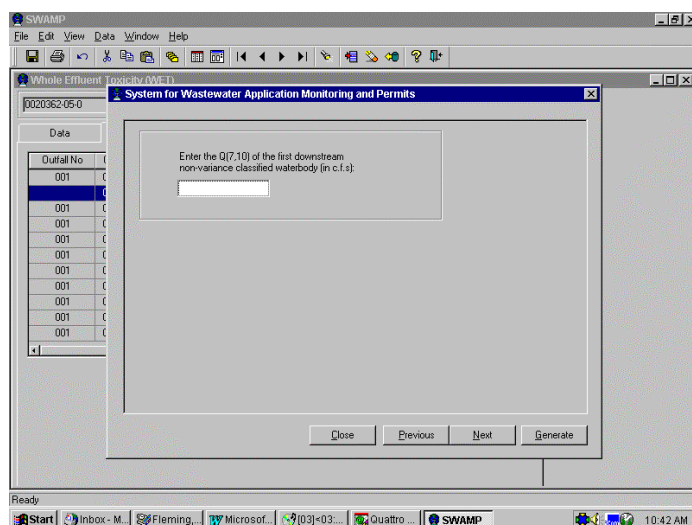 SWAMP
File Edit View Data Window Help
Whole Effluent Toxicity (WET)
0020362-05-0
System for Wastewater Application Monitoring and Permits
Data
Enter the Q(7,10) of the first downstream
non-variance classified waterbody (in c.f.s):
Outfall No
001
001
001
001
001
001
001
001
001
001
Close Previous Next Generate
Ready
Start Inbox - M... Fleming,... Microsof... [03]<03:... Quattro ... SWAMP 10:42 AM